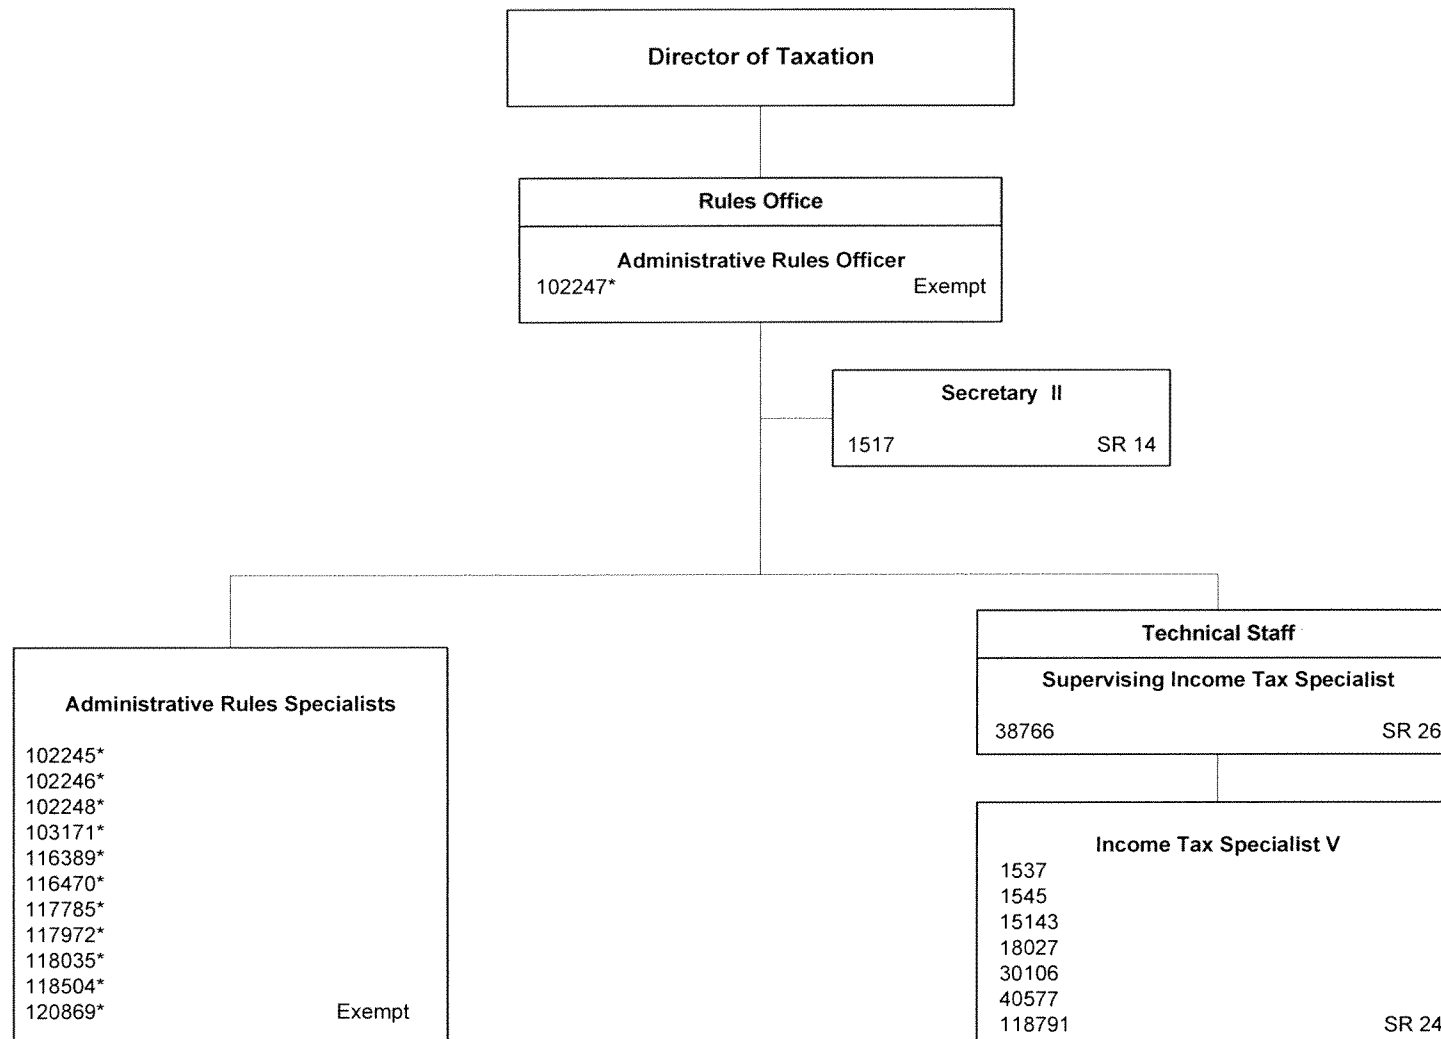 Director of Taxation
Rules Office
Administrative Rules Officer
102247* Exempt
Secretary II
1517 SR 14
Administrative Rules Specialists
102245*
102246*
102248*
103171*
116389*
116470*
117785*
117972*
118035*
118504*
120869* Exempt
Technical Staff
Supervising Income Tax Specialist
38766 SR 26
Income Tax Specialist V
1537
1545
15143
18027
30106
40577
118791 SR 24